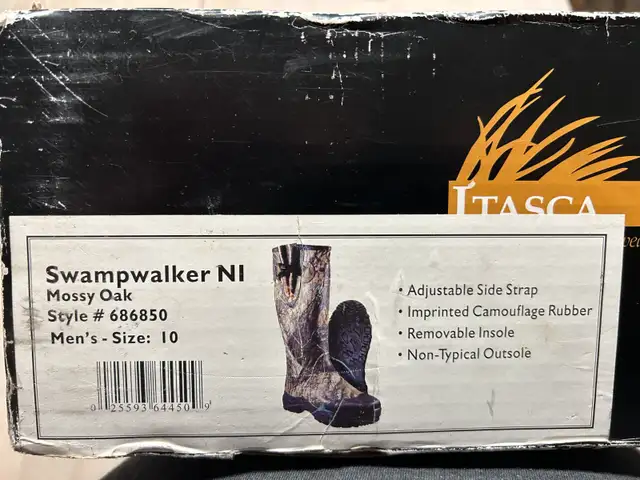 ITASCA
Swampwalker NI
Mossy Oak
Style # 686850
Men's - Size: 10
0 25593 64450 9
• Adjustable Side Strap
• Imprinted Camouflage Rubber
• Removable Insole
• Non-Typical Outsole